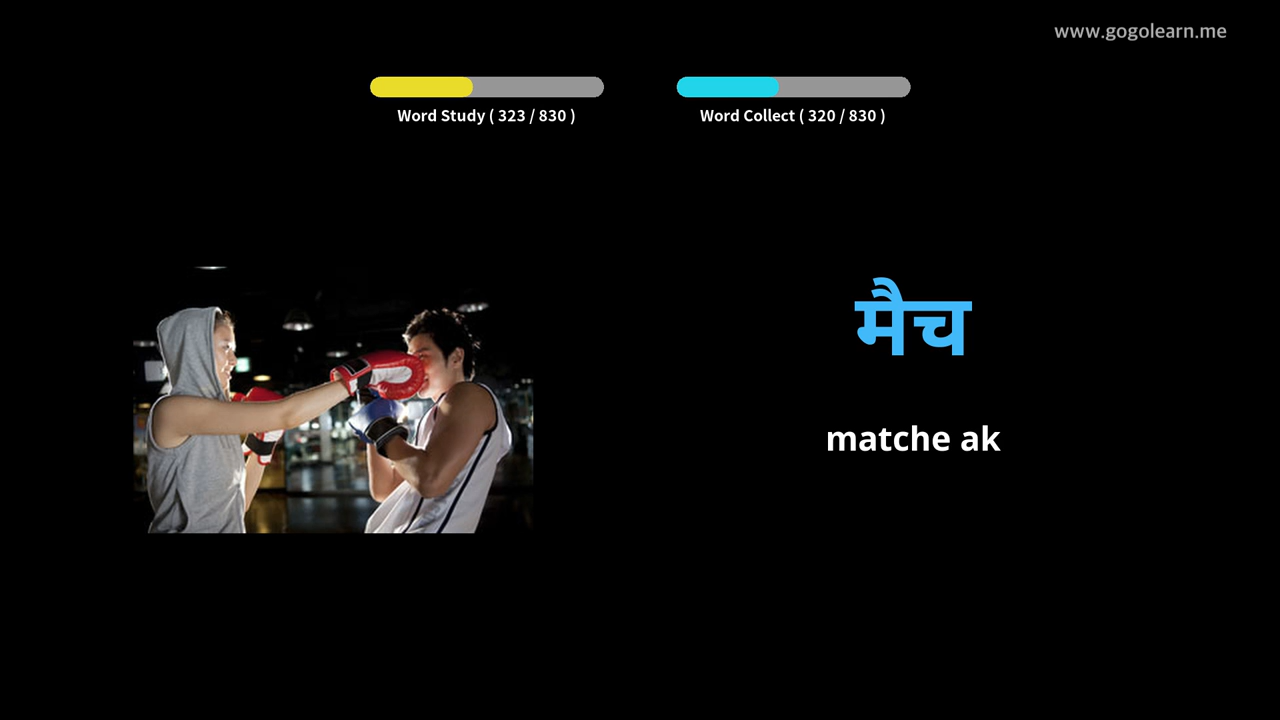 www.gogolearn.me
Word Study ( 323 / 830 )
Word Collect ( 320 / 830 )
मैच
matche ak